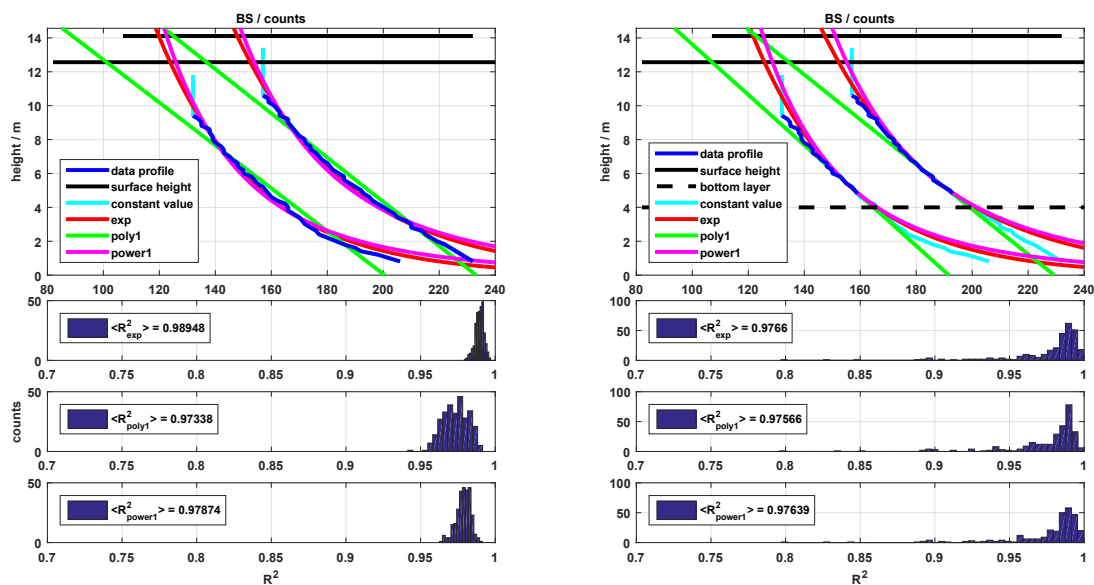 BS / counts
14
12
10
8
6
4
2
0
height / m
data profile
surface height
constant value
exp
poly1
power1
80 100 120 140 160 180 200 220 240
50
0
<R²exp> = 0.98948
0.7 0.75 0.8 0.85 0.9 0.95 1
50
0
counts
<R²poly1> = 0.97338
0.7 0.75 0.8 0.85 0.9 0.95 1
50
0
<R²power1> = 0.97874
0.7 0.75 0.8 0.85 0.9 0.95 1
R²
BS / counts
14
12
10
8
6
4
2
0
height / m
data profile
surface height
bottom layer
constant value
exp
poly1
power1
80 100 120 140 160 180 200 220 240
100
50
0
<R²exp> = 0.9766
0.7 0.75 0.8 0.85 0.9 0.95 1
100
50
0
<R²poly1> = 0.97566
0.7 0.75 0.8 0.85 0.9 0.95 1
100
50
0
<R²power1> = 0.97639
0.7 0.75 0.8 0.85 0.9 0.95 1
R²